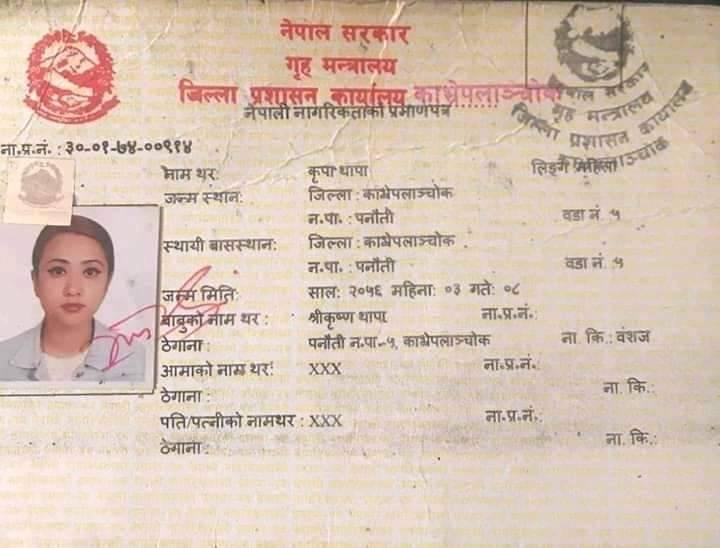 नेपाल सरकार
गृह मन्त्रालय
जिल्ला प्रशासन कार्यालय काभ्रेपलाञ्चोक
नेपाली नागरिकताको प्रमाणपत्र
नेपाल सरकार
गृह मन्त्रालय
जिल्ला प्रशासन कार्यालय
काभ्रेपलाञ्चोक
ना.प्र.नं. : ३०-०१-७४-००९१४
नाम थर: कृपा थापा लिङ्ग: महिला
जन्म स्थान: जिल्ला : काभ्रेपलाञ्चोक
न.पा. : पनौती वडा नं. ५
स्थायी बासस्थान: जिल्ला : काभ्रेपलाञ्चोक
न.पा. : पनौती वडा नं. ५
जन्म मिति: साल: २०५६ महिना: ०३ गते: ०८
बाबुको नाम थर : श्रीकृष्ण थापा ना.प्र.नं.:
ठेगाना : पनौती न.पा-५, काभ्रेपलाञ्चोक ना. कि.: वंशज
आमाको नाम थर: XXX ना.प्र.नं.:
ठेगाना : ना. कि.:
पति/पत्नीको नामथर : XXX ना.प्र.नं.:
ठेगाना : ना. कि.: